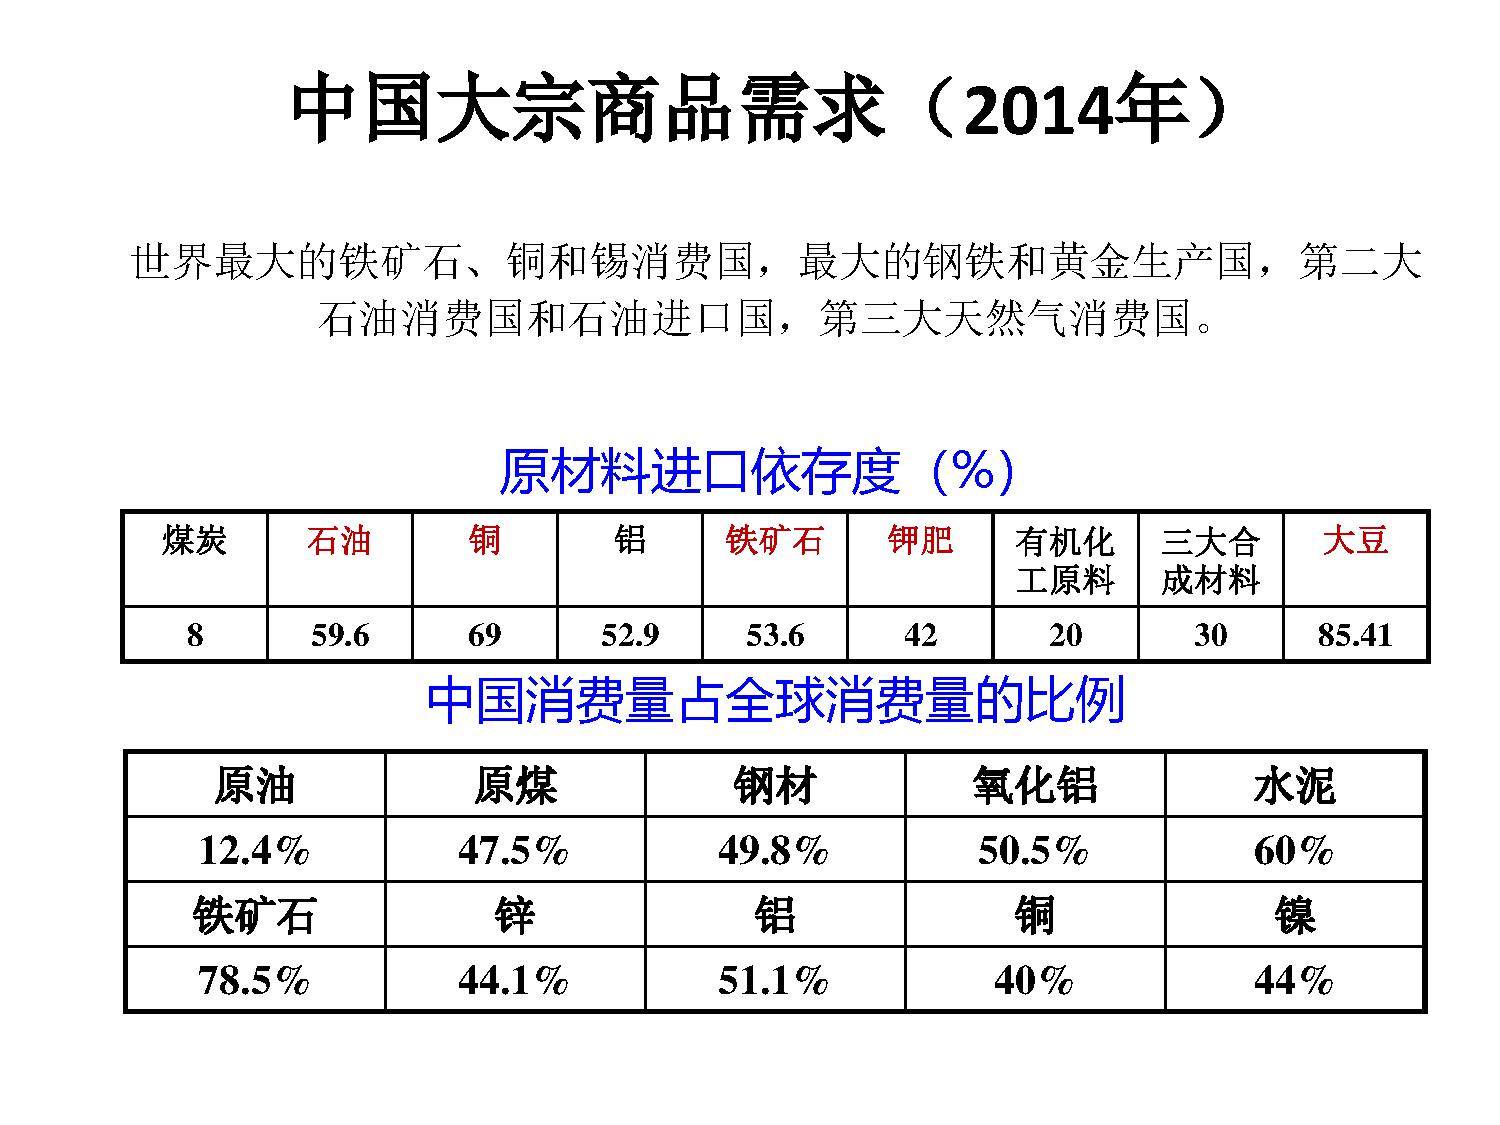 中国大宗商品需求（2014年）
世界最大的铁矿石、铜和锡消费国，最大的钢铁和黄金生产国，第二大
石油消费国和石油进口国，第三大天然气消费国。
原材料进口依存度（%）
煤炭 石油 铜 铝 铁矿石 钾肥 有机化 三大合 大豆
工原料 成材料
8 59.6 69 52.9 53.6 42 20 30 85.41
中国消费量占全球消费量的比例
原油 原煤 钢材 氧化铝 水泥
12.4% 47.5% 49.8% 50.5% 60%
铁矿石 锌 铝 铜 镍
78.5% 44.1% 51.1% 40% 44%